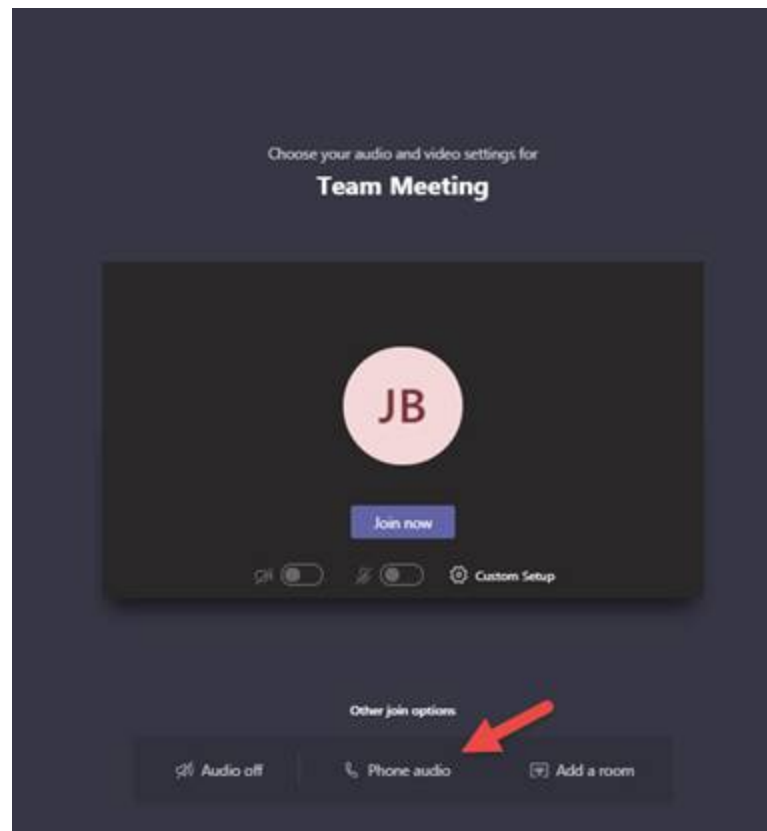 Choose your audio and video settings for
Team Meeting
JB
Join now
Custom Setup
Other join options
Audio off Phone audio Add a room